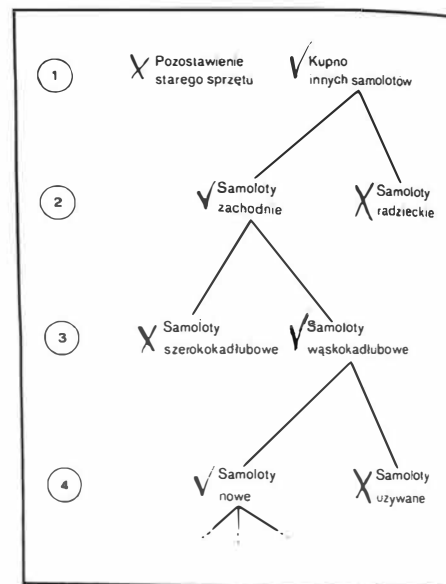 1
X Pozostawienie
starego sprzętu
√ Kupno
innych samolotów
2
√ Samoloty
zachodnie
X Samoloty
radzieckie
3
X Samoloty
szerokokadłubowe
√ Samoloty
wąskokadłubowe
4
√ Samoloty
nowe
X Samoloty
używane